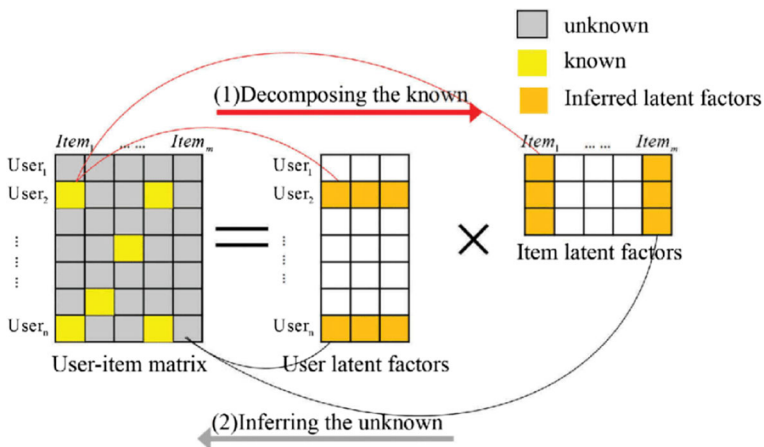 unknown
known
Inferred latent factors
(1)Decomposing the known
Item₁ ... ... Itemₘ
Item₁ ... ... Itemₘ
User₁
User₂
... ...
Userₙ
User₁
User₂
... ...
Userₙ
=
×
Item latent factors
User-item matrix
User latent factors
(2)Inferring the unknown